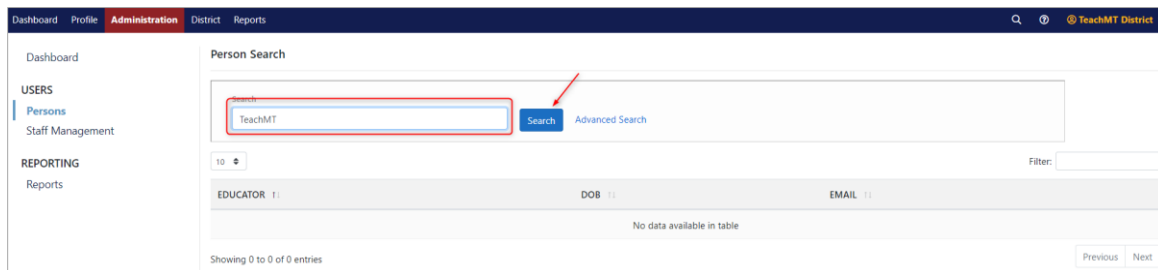 Dashboard Profile Administration District Reports TeachMT District
Dashboard
USERS
Persons
Staff Management
REPORTING
Reports
Person Search
Search
TeachMT
Search Advanced Search
10 Filter:
EDUCATOR DOB EMAIL
No data available in table
Showing 0 to 0 of 0 entries Previous Next